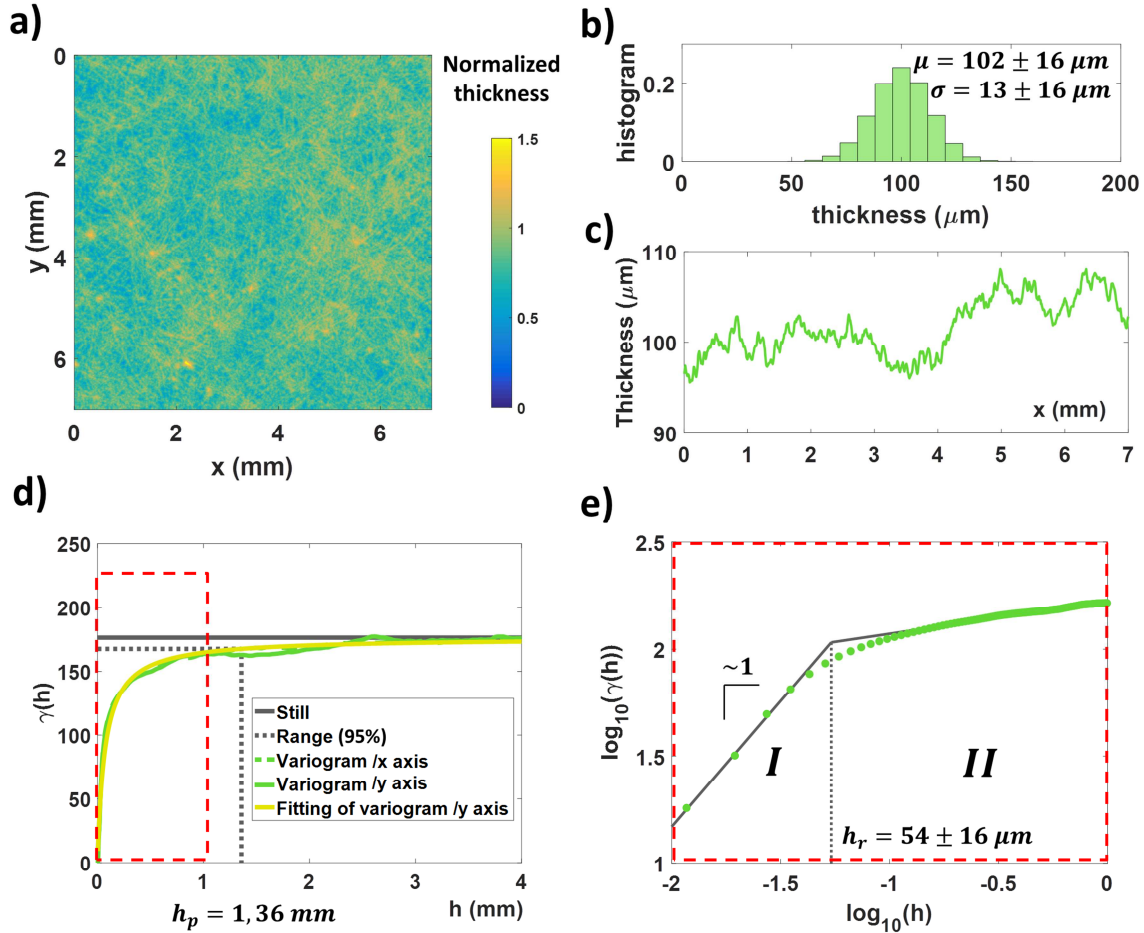 a)
Normalized
thickness
0
2
4
6
y (mm)
0
2
4
6
x (mm)
1.5
1
0.5
0
b)
histogram
0.2
0
μ = 102 ± 16 μm
σ = 13 ± 16 μm
0
50
100
150
200
thickness (μm)
c)
Thickness (μm)
110
100
90
x (mm)
0
1
2
3
4
5
6
7
d)
γ(h)
250
200
150
100
50
0
Still
Range (95%)
Variogram /x axis
Variogram /y axis
Fitting of variogram /y axis
0
1
2
3
4
h (mm)
h_p = 1, 36 mm
e)
log10(γ(h))
2.5
2
1.5
1
~1
I
II
h_r = 54 ± 16 μm
-2
-1.5
-1
-0.5
0
log10(h)